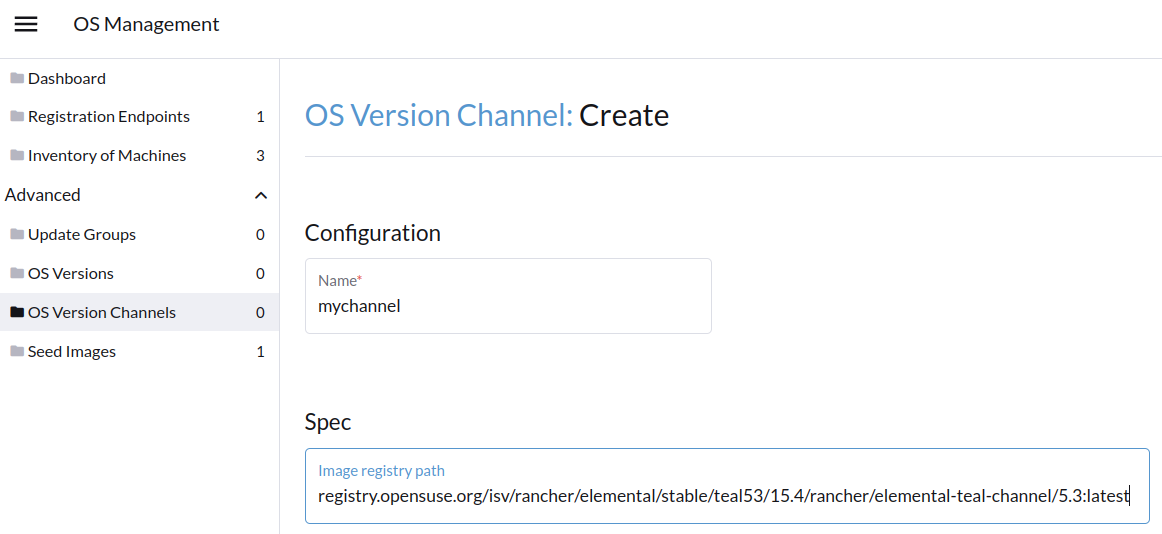 OS Management
Dashboard
Registration Endpoints 1
Inventory of Machines 3
Advanced
Update Groups 0
OS Versions 0
OS Version Channels 0
Seed Images 1
OS Version Channel: Create
Configuration
Name*
mychannel
Spec
Image registry path
registry.opensuse.org/isv/rancher/elemental/stable/teal53/15.4/rancher/elemental-teal-channel/5.3:latest